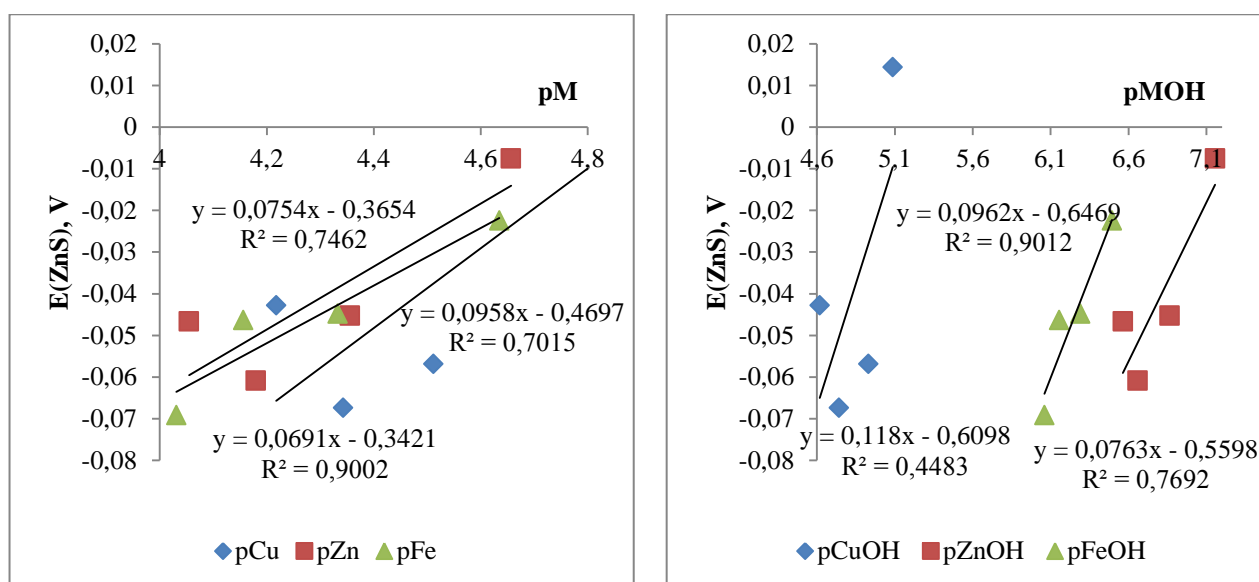 0,02
0,01
0
-0,01
-0,02
-0,03
-0,04
-0,05
-0,06
-0,07
-0,08
E(ZnS), V
pM
4
4,2
4,4
4,6
4,8
y = 0,0754x - 0,3654
R² = 0,7462
y = 0,0958x - 0,4697
R² = 0,7015
y = 0,0691x - 0,3421
R² = 0,9002
pCu pZn pFe
0,02
0,01
0
-0,01
-0,02
-0,03
-0,04
-0,05
-0,06
-0,07
-0,08
E(ZnS), V
pMOH
4,6
5,1
5,6
6,1
6,6
7,1
y = 0,0962x - 0,6469
R² = 0,9012
y = 0,118x - 0,6098
R² = 0,4483
y = 0,0763x - 0,5598
R² = 0,7692
pCuOH pZnOH pFeOH